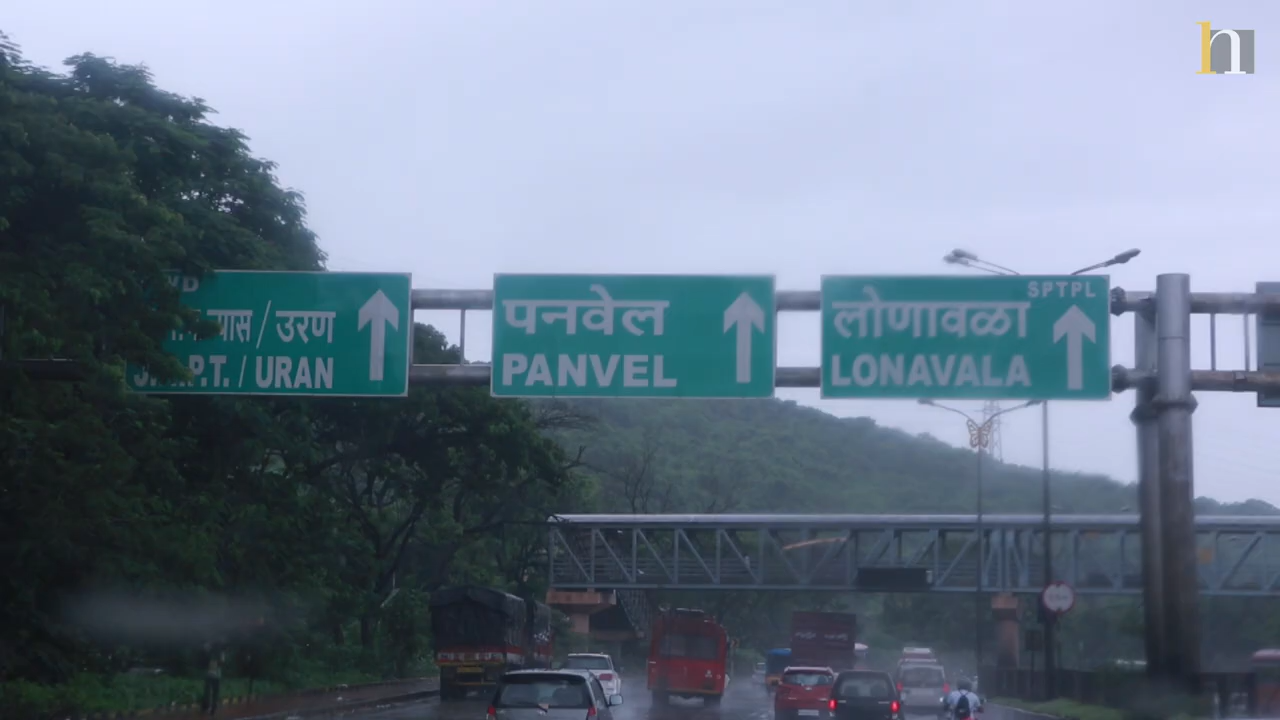 यास / उरण
P.T. / URAN
पनवेल
PANVEL
SPTPL
लोणावळा
LONAVALA
h